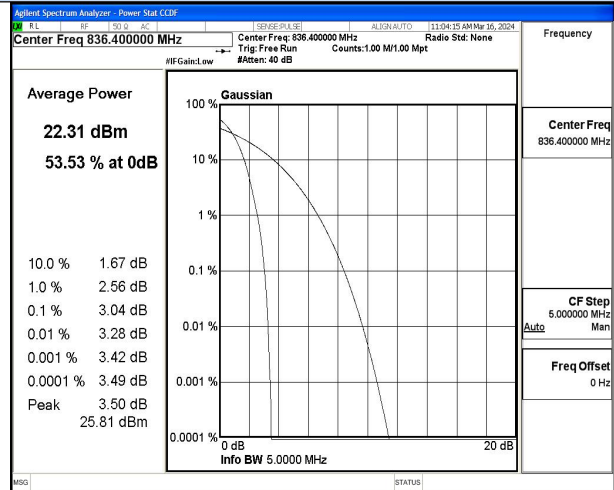 Agilent Spectrum Analyzer - Power Stat CCDF
RL RF 50 Ω AC SENSE:PULSE ALIGN AUTO 11:04:15 AM Mar 16, 2024
Center Freq 836.400000 MHz
Center Freq: 836.400000 MHz Radio Std: None
Trig: Free Run Counts:1.00 M/1.00 Mpt
#IFGain:Low #Atten: 40 dB
Frequency
Average Power
22.31 dBm
53.53 % at 0dB
10.0 % 1.67 dB
1.0 % 2.56 dB
0.1 % 3.04 dB
0.01 % 3.28 dB
0.001 % 3.42 dB
0.0001 % 3.49 dB
Peak 3.50 dB
25.81 dBm
Gaussian
100 %
10 %
1 %
0.1 %
0.01 %
0.001 %
0.0001 %
0 dB 20 dB
Info BW 5.0000 MHz
Center Freq
836.400000 MHz
CF Step
5.000000 MHz
Auto Man
Freq Offset
0 Hz
MSG STATUS